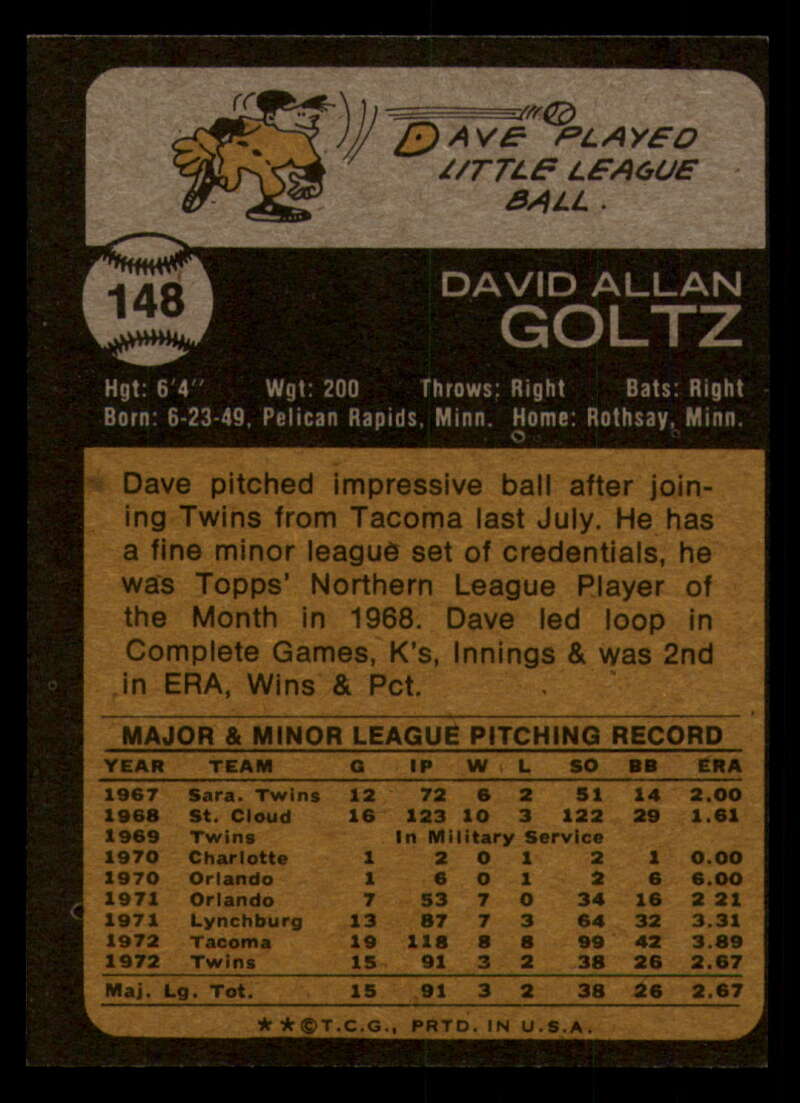 DAVE PLAYED
LITTLE LEAGUE
BALL.
148
DAVID ALLAN
GOLTZ
Hgt: 6'4" Wgt: 200 Throws: Right Bats: Right
Born: 6-23-49, Pelican Rapids, Minn. Home: Rothsay, Minn.
Dave pitched impressive ball after join-
ing Twins from Tacoma last July. He has
a fine minor league set of credentials, he
was Topps' Northern League Player of
the Month in 1968. Dave led loop in
Complete Games, K's, Innings & was 2nd
in ERA, Wins & Pct.
MAJOR & MINOR LEAGUE PITCHING RECORD
YEAR TEAM G IP W L SO BB ERA
1967 Sara. Twins 12 72 6 2 51 14 2.00
1968 St. Cloud 16 123 10 3 122 29 1.61
1969 Twins In Military Service
1970 Charlotte 1 2 0 1 2 1 0.00
1970 Orlando 1 6 0 1 2 6 6.00
1971 Orlando 7 53 7 0 34 16 2 21
1971 Lynchburg 13 87 7 3 64 32 3.31
1972 Tacoma 19 118 8 8 99 42 3.89
1972 Twins 15 91 3 2 38 26 2.67
Maj. Lg. Tot. 15 91 3 2 38 26 2.67
★★©T.C.G., PRTD. IN U.S.A.